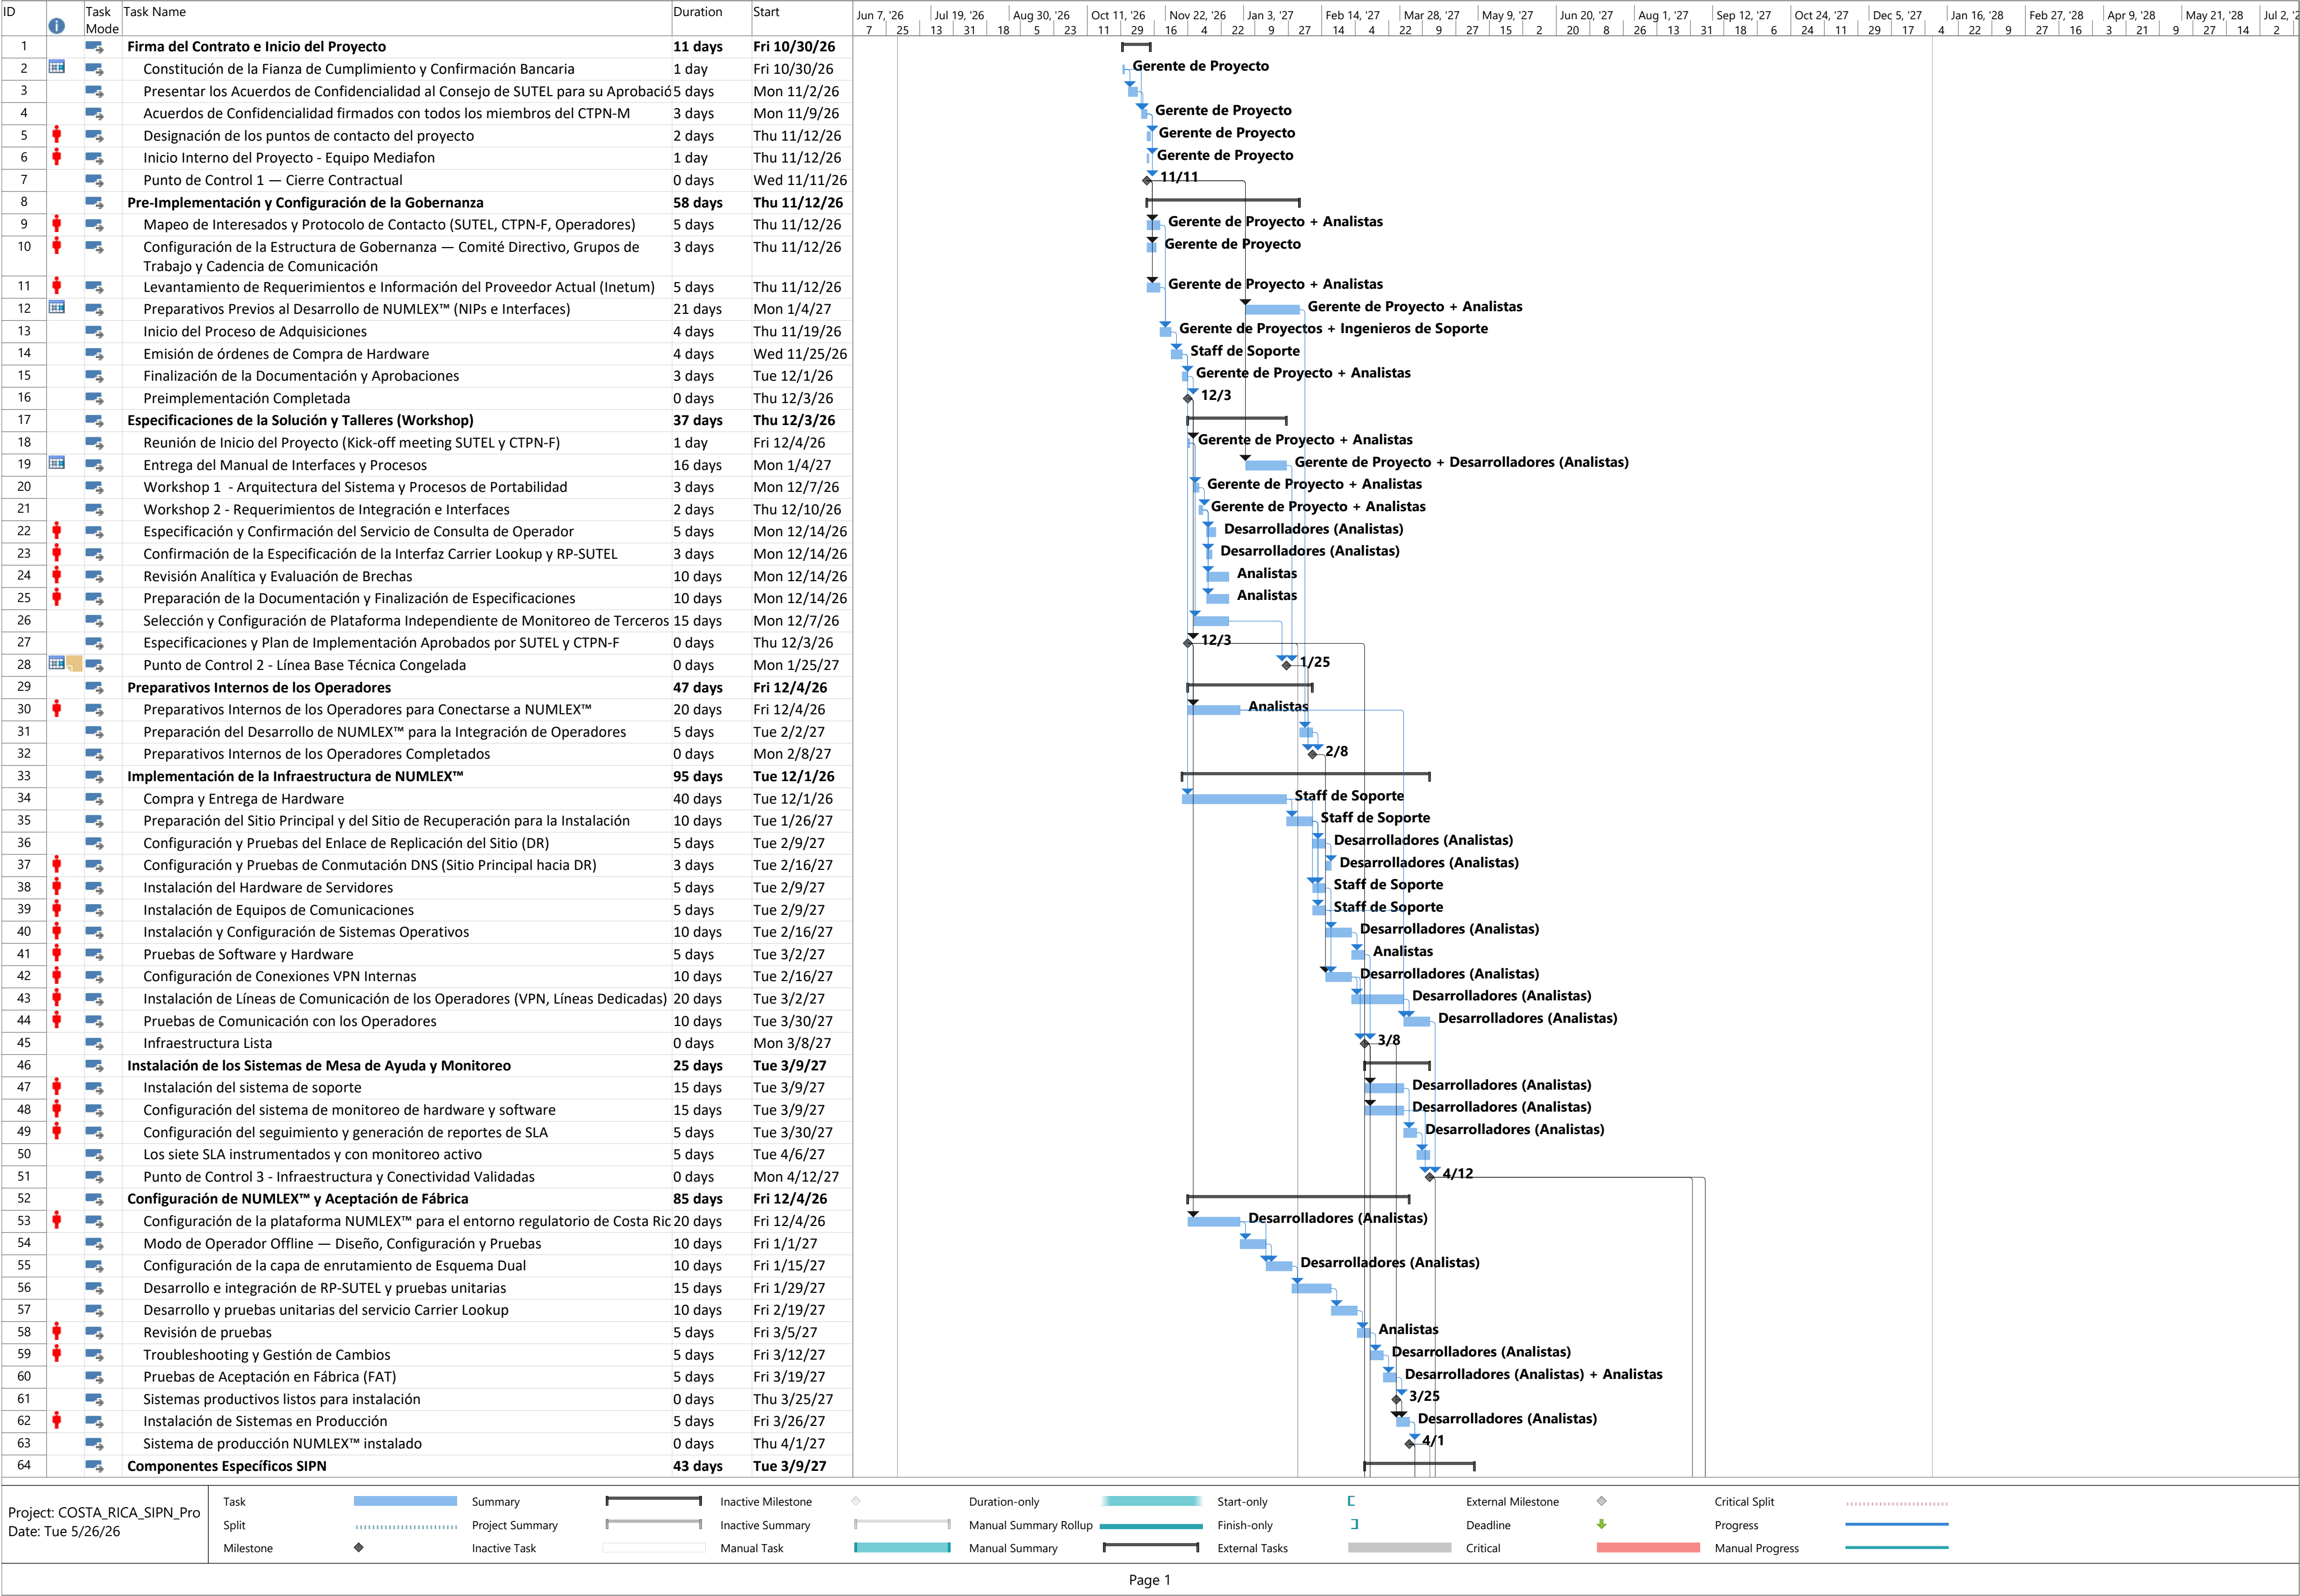 ID Task Mode Task Name Duration Start Jun 7, '26 Jul 19, '26 Aug 30, '26 Oct 11, '26 Nov 22, '26 Jan 3, '27 Feb 14, '27 Mar 28, '27 May 9, '27 Jun 20, '27 Aug 1, '27 Sep 12, '27 Oct 24, '27 Dec 5, '27 Jan 16, '28 Feb 27, '28 Apr 9, '28 May 21, '28 Jul 2,
7 25 13 31 18 5 23 11 29 16 4 22 9 27 14 4 22 9 27 15 2 20 8 26 13 31 18 6 24 11 29 17 4 22 9 27 16 3 21 9 27 14 2
1 Firma del Contrato e Inicio del Proyecto 11 days Fri 10/30/26
2 Constitución de la Fianza de Cumplimiento y Confirmación Bancaria 1 day Fri 10/30/26 Gerente de Proyecto
3 Presentar los Acuerdos de Confidencialidad al Consejo de SUTEL para su Aprobació 5 days Mon 11/2/26
4 Acuerdos de Confidencialidad firmados con todos los miembros del CTPN-M 3 days Mon 11/9/26 Gerente de Proyecto
5 Designación de los puntos de contacto del proyecto 2 days Thu 11/12/26 Gerente de Proyecto
6 Inicio Interno del Proyecto - Equipo Mediafon 1 day Thu 11/12/26 Gerente de Proyecto
7 Punto de Control 1 — Cierre Contractual 0 days Wed 11/11/26 11/11
8 Pre-Implementación y Configuración de la Gobernanza 58 days Thu 11/12/26
9 Mapeo de Interesados y Protocolo de Contacto (SUTEL, CTPN-F, Operadores) 5 days Thu 11/12/26 Gerente de Proyecto + Analistas
10 Configuración de la Estructura de Gobernanza — Comité Directivo, Grupos de 3 days Thu 11/12/26 Gerente de Proyecto
Trabajo y Cadencia de Comunicación
11 Levantamiento de Requerimientos e Información del Proveedor Actual (Inetum) 5 days Thu 11/12/26 Gerente de Proyecto + Analistas
12 Preparativos Previos al Desarrollo de NUMLEX™ (NIPs e Interfaces) 21 days Mon 1/4/27 Gerente de Proyecto + Analistas
13 Inicio del Proceso de Adquisiciones 4 days Thu 11/19/26 Gerente de Proyectos + Ingenieros de Soporte
14 Emisión de órdenes de Compra de Hardware 4 days Wed 11/25/26 Staff de Soporte
15 Finalización de la Documentación y Aprobaciones 3 days Tue 12/1/26 Gerente de Proyecto + Analistas
16 Preimplementación Completada 0 days Thu 12/3/26 12/3
17 Especificaciones de la Solución y Talleres (Workshop) 37 days Thu 12/3/26
18 Reunión de Inicio del Proyecto (Kick-off meeting SUTEL y CTPN-F) 1 day Fri 12/4/26 Gerente de Proyecto + Analistas
19 Entrega del Manual de Interfaces y Procesos 16 days Mon 1/4/27 Gerente de Proyecto + Desarrolladores (Analistas)
20 Workshop 1 - Arquitectura del Sistema y Procesos de Portabilidad 3 days Mon 12/7/26 Gerente de Proyecto + Analistas
21 Workshop 2 - Requerimientos de Integración e Interfaces 2 days Thu 12/10/26 Gerente de Proyecto + Analistas
22 Especificación y Confirmación del Servicio de Consulta de Operador 5 days Mon 12/14/26 Desarrolladores (Analistas)
23 Confirmación de la Especificación de la Interfaz Carrier Lookup y RP-SUTEL 3 days Mon 12/14/26 Desarrolladores (Analistas)
24 Revisión Analítica y Evaluación de Brechas 10 days Mon 12/14/26 Analistas
25 Preparación de la Documentación y Finalización de Especificaciones 10 days Mon 12/14/26 Analistas
26 Selección y Configuración de Plataforma Independiente de Monitoreo de Terceros 15 days Mon 12/7/26
27 Especificaciones y Plan de Implementación Aprobados por SUTEL y CTPN-F 0 days Thu 12/3/26 12/3
28 Punto de Control 2 - Línea Base Técnica Congelada 0 days Mon 1/25/27 1/25
29 Preparativos Internos de los Operadores 47 days Fri 12/4/26
30 Preparativos Internos de los Operadores para Conectarse a NUMLEX™ 20 days Fri 12/4/26 Analistas
31 Preparación del Desarrollo de NUMLEX™ para la Integración de Operadores 5 days Tue 2/2/27
32 Preparativos Internos de los Operadores Completados 0 days Mon 2/8/27 2/8
33 Implementación de la Infraestructura de NUMLEX™ 95 days Tue 12/1/26
34 Compra y Entrega de Hardware 40 days Tue 12/1/26 Staff de Soporte
35 Preparación del Sitio Principal y del Sitio de Recuperación para la Instalación 10 days Tue 1/26/27 Staff de Soporte
36 Configuración y Pruebas del Enlace de Replicación del Sitio (DR) 5 days Tue 2/9/27 Desarrolladores (Analistas)
37 Configuración y Pruebas de Conmutación DNS (Sitio Principal hacia DR) 3 days Tue 2/16/27 Desarrolladores (Analistas)
38 Instalación del Hardware de Servidores 5 days Tue 2/9/27 Staff de Soporte
39 Instalación de Equipos de Comunicaciones 5 days Tue 2/9/27 Staff de Soporte
40 Instalación y Configuración de Sistemas Operativos 10 days Tue 2/16/27 Desarrolladores (Analistas)
41 Pruebas de Software y Hardware 5 days Tue 3/2/27 Analistas
42 Configuración de Conexiones VPN Internas 10 days Tue 2/16/27 Desarrolladores (Analistas)
43 Instalación de Líneas de Comunicación de los Operadores (VPN, Líneas Dedicadas) 20 days Tue 3/2/27 Desarrolladores (Analistas)
44 Pruebas de Comunicación con los Operadores 10 days Tue 3/30/27 Desarrolladores (Analistas)
45 Infraestructura Lista 0 days Mon 3/8/27 3/8
46 Instalación de los Sistemas de Mesa de Ayuda y Monitoreo 25 days Tue 3/9/27
47 Instalación del sistema de soporte 15 days Tue 3/9/27 Desarrolladores (Analistas)
48 Configuración del sistema de monitoreo de hardware y software 15 days Tue 3/9/27 Desarrolladores (Analistas)
49 Configuración del seguimiento y generación de reportes de SLA 5 days Tue 3/30/27 Desarrolladores (Analistas)
50 Los siete SLA instrumentados y con monitoreo activo 5 days Tue 4/6/27
51 Punto de Control 3 - Infraestructura y Conectividad Validadas 0 days Mon 4/12/27 4/12
52 Configuración de NUMLEX™ y Aceptación de Fábrica 85 days Fri 12/4/26
53 Configuración de la plataforma NUMLEX™ para el entorno regulatorio de Costa Ric 20 days Fri 12/4/26 Desarrolladores (Analistas)
54 Modo de Operador Offline — Diseño, Configuración y Pruebas 10 days Fri 1/1/27
55 Configuración de la capa de enrutamiento de Esquema Dual 10 days Fri 1/15/27 Desarrolladores (Analistas)
56 Desarrollo e integración de RP-SUTEL y pruebas unitarias 15 days Fri 1/29/27
57 Desarrollo y pruebas unitarias del servicio Carrier Lookup 10 days Fri 2/19/27
58 Revisión de pruebas 5 days Fri 3/5/27 Analistas
59 Troubleshooting y Gestión de Cambios 5 days Fri 3/12/27 Desarrolladores (Analistas)
60 Pruebas de Aceptación en Fábrica (FAT) 5 days Fri 3/19/27 Desarrolladores (Analistas) + Analistas
61 Sistemas productivos listos para instalación 0 days Thu 3/25/27 3/25
62 Instalación de Sistemas en Producción 5 days Fri 3/26/27 Desarrolladores (Analistas)
63 Sistema de producción NUMLEX™ instalado 0 days Thu 4/1/27 4/1
64 Componentes Específicos SIPN 43 days Tue 3/9/27
Project: COSTA_RICA_SIPN_Pro
Date: Tue 5/26/26
Task Summary Inactive Milestone Duration-only Start-only External Milestone Critical Split
Split Project Summary Inactive Summary Manual Summary Rollup Finish-only Deadline Progress
Milestone Inactive Task Manual Task Manual Summary External Tasks Critical Manual Progress
Page 1